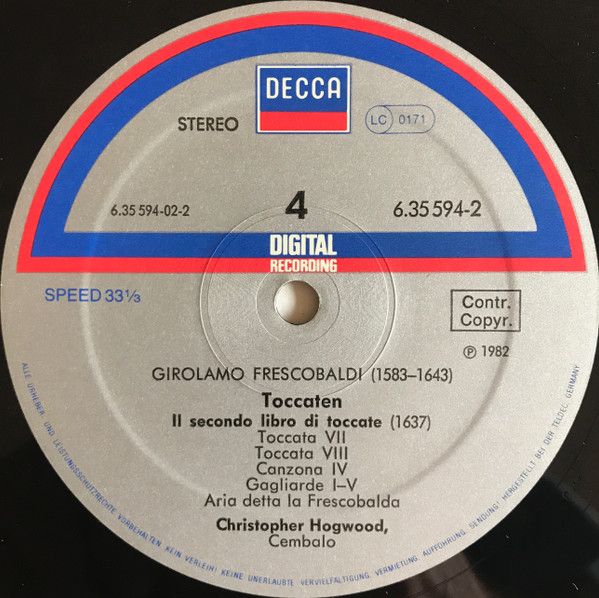 DECCA
STEREO
LC 0171
6.35 594-02-2
4
6.35 594-2
DIGITAL
RECORDING
SPEED 33 1/3
Contr.
Copyr.
℗ 1982
GIROLAMO FRESCOBALDI (1583–1643)
Toccaten
Il secondo libro di toccate (1637)
Toccata VII
Toccata VIII
Canzona IV
Gagliarde I–V
Aria detta la Frescobalda
Christopher Hogwood,
Cembalo
ALLE URHEBER- UND LEISTUNGSSCHUTZRECHTE VORBEHALTEN. KEIN VERLEIH! KEINE UNERLAUBTE VERVIELFÄLTIGUNG, VERMIETUNG, AUFFÜHRUNG, SENDUNG! HERGESTELLT BEI DER TELDEC, GERMANY